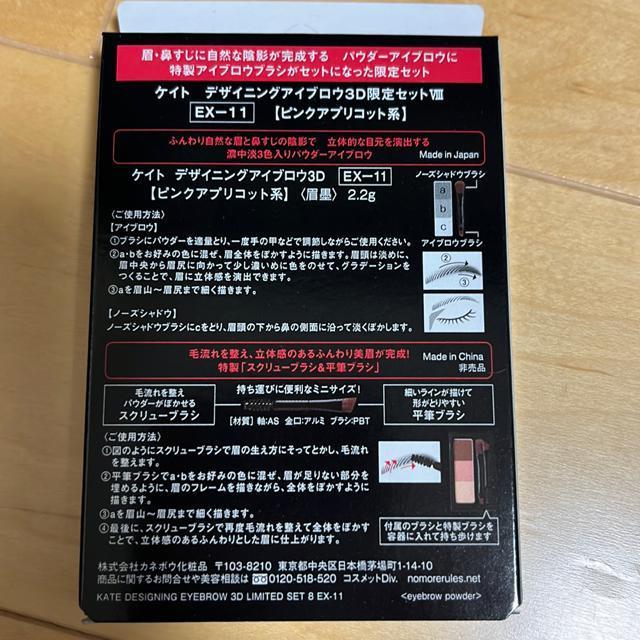 眉・鼻すじに自然な陰影が完成する パウダーアイブロウに
特製アイブロウブラシがセットになった限定セット
ケイト デザイニングアイブロウ3D限定セットⅧ
EX-11 【ピンクアプリコット系】
ふんわり自然な眉と鼻すじの陰影で 立体的な目元を演出する
濃中淡3色入りパウダーアイブロウ
Made in Japan
ケイト デザイニングアイブロウ3D EX-11
【ピンクアプリコット系】〈眉墨〉 2.2g
ノーズシャドウブラシ
a
b
c
アイブロウブラシ
〈ご使用方法〉
【アイブロウ】
①ブラシにパウダーを適量とり、一度手の甲などで調節しながらご使用ください。
②a・bをお好みの色に混ぜ、眉全体をぼかすように描きます。眉頭は淡めに、
眉中央から眉尻に向かって少し濃いめに色をのせて、グラデーションを
つくることで、眉に立体感を演出できます。
③aを眉山〜眉尻まで細く描きます。
②
③
【ノーズシャドウ】
ノーズシャドウブラシにcをとり、眉頭の下から鼻の側面に沿って淡くぼかします。
毛流れを整え、立体感のあるふんわり美眉が完成!
特製「スクリューブラシ&平筆ブラシ」
Made in China
非売品
毛流れを整え
パウダーがぼかせる
スクリューブラシ
持ち運びに便利なミニサイズ!
【材質】 軸:AS 金口:アルミ ブラシ:PBT
細いラインが描けて
形がとりやすい
平筆ブラシ
〈ご使用方法〉
①図のようにスクリューブラシで眉の生え方にそってとかし、毛流れ
を整えます。
②平筆ブラシでa・bをお好みの色に混ぜ、眉が足りない部分を
埋めるように、眉のフレームを描きながら、全体をぼかすように
描きます。
③aを眉山〜眉尻まで細く描きます。
④最後に、スクリューブラシで再度毛流れを整えて全体をぼかす
ことで、立体感のあるふんわりとした眉に仕上がります。
付属のブラシと特製ブラシを
容器に入れて持ち歩けます
株式会社カネボウ化粧品 〒103-8210 東京都中央区日本橋茅場町1-14-10
商品に関するお問合せや美容相談は 0120-518-520 コスメットDiv. nomorerules.net
KATE DESIGNING EYEBROW 3D LIMITED SET 8 EX-11 <eyebrow powder>